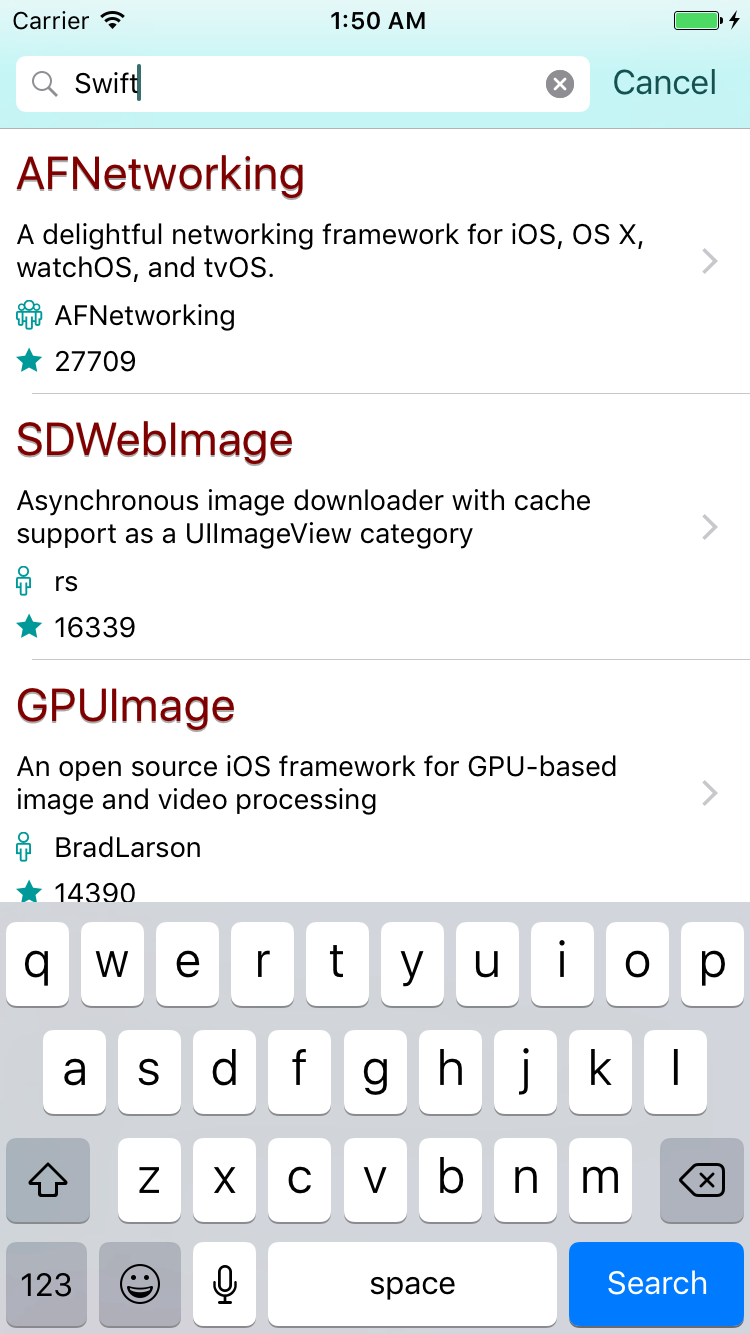 Carrier 1:50 AM
Swift Cancel
AFNetworking
A delightful networking framework for iOS, OS X,
watchOS, and tvOS.
AFNetworking
27709
SDWebImage
Asynchronous image downloader with cache
support as a UIImageView category
rs
16339
GPUImage
An open source iOS framework for GPU-based
image and video processing
BradLarson
14390
q w e r t y u i o p
a s d f g h j k l
z x c v b n m
123 space Search